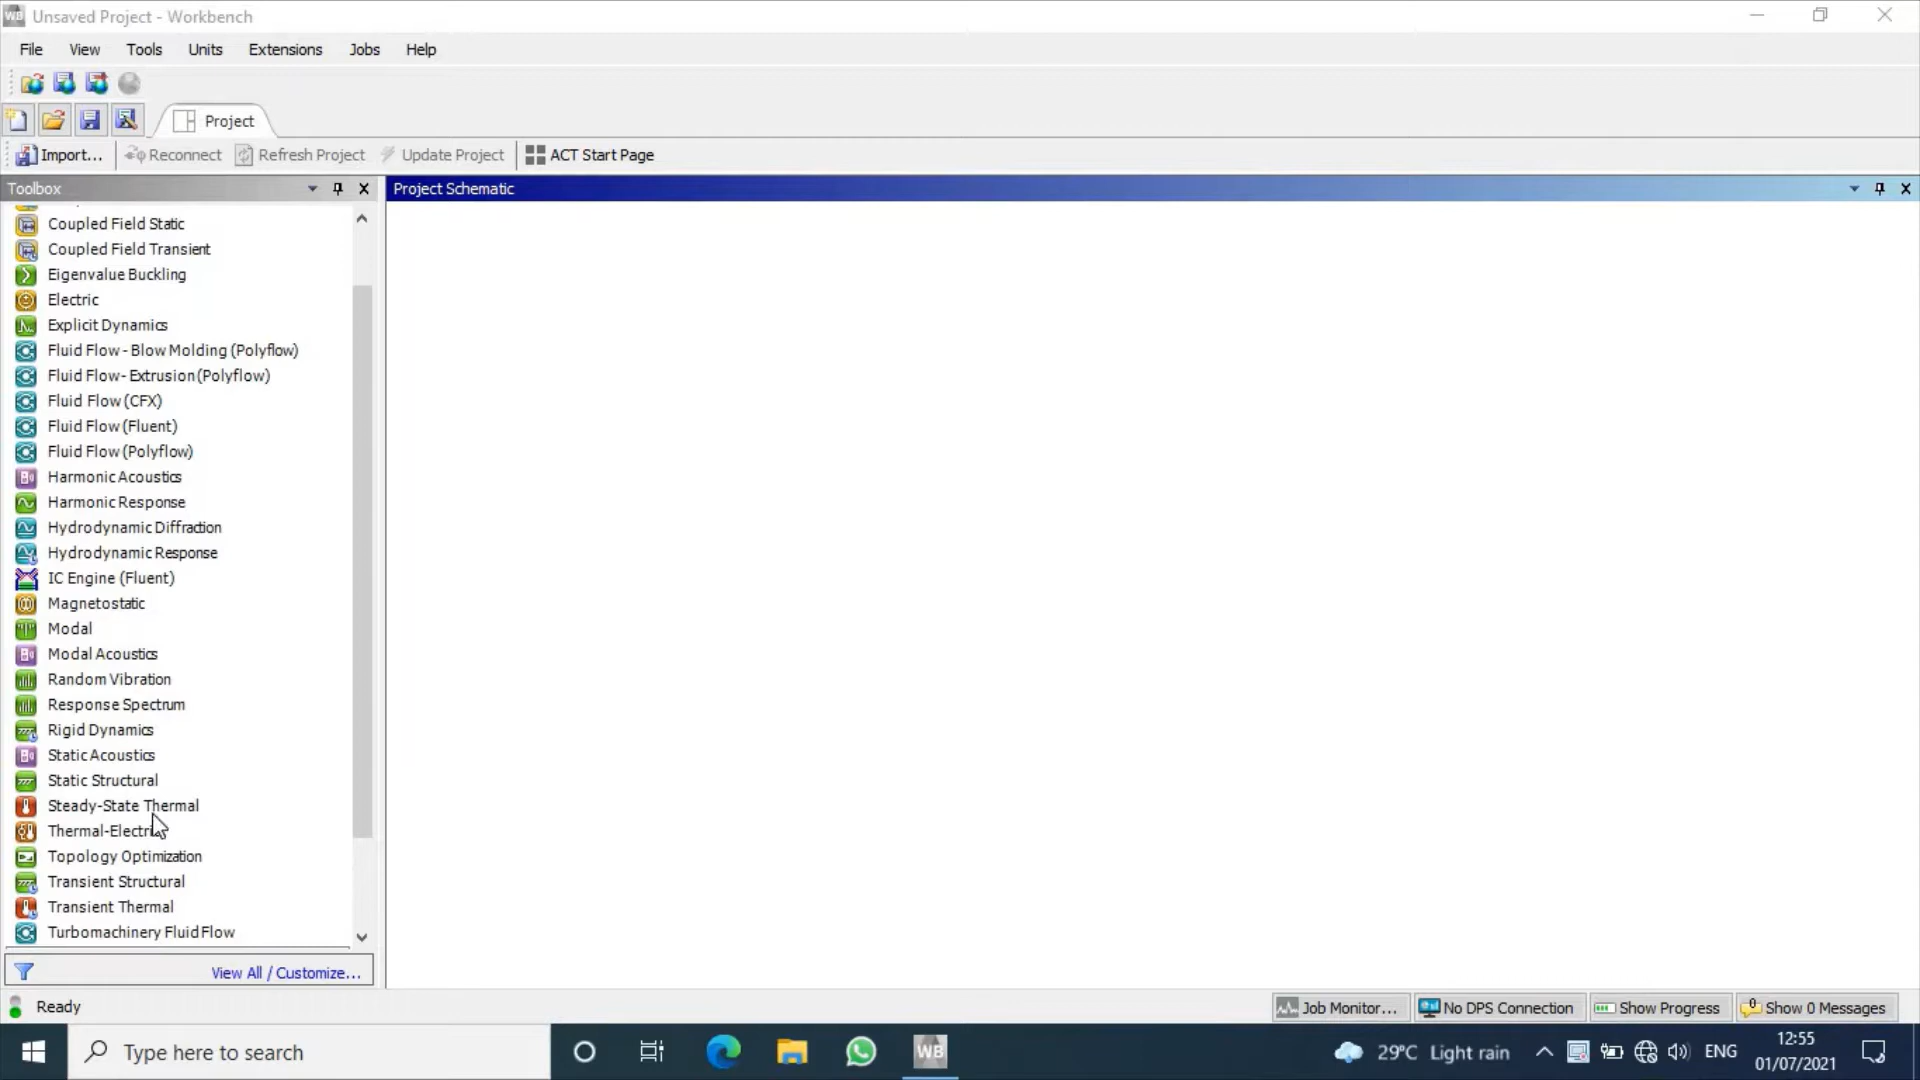 Unsaved Project - Workbench
File View Tools Units Extensions Jobs Help
Project
Import... Reconnect Refresh Project Update Project ACT Start Page
Toolbox
Project Schematic
Coupled Field Static
Coupled Field Transient
Eigenvalue Buckling
Electric
Explicit Dynamics
Fluid Flow - Blow Molding (Polyflow)
Fluid Flow- Extrusion (Polyflow)
Fluid Flow (CFX)
Fluid Flow (Fluent)
Fluid Flow (Polyflow)
Harmonic Acoustics
Harmonic Response
Hydrodynamic Diffraction
Hydrodynamic Response
IC Engine (Fluent)
Magnetostatic
Modal
Modal Acoustics
Random Vibration
Response Spectrum
Rigid Dynamics
Static Acoustics
Static Structural
Steady-State Thermal
Thermal-Electric
Topology Optimization
Transient Structural
Transient Thermal
Turbomachinery Fluid Flow
View All / Customize...
Ready
Job Monitor... No DPS Connection Show Progress Show 0 Messages
Type here to search
WB
29°C Light rain
ENG
12:55
01/07/2021